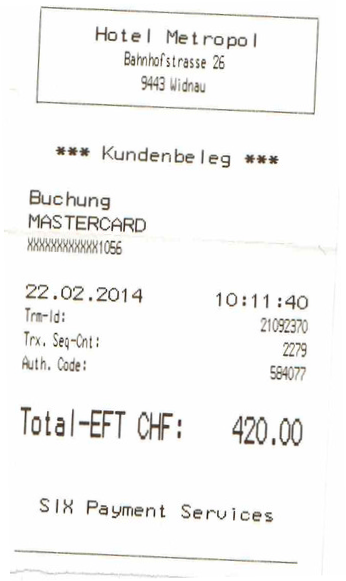 Hotel Metropol
Bahnhofstrasse 26
9443 Widnau
*** Kundenbeleg ***
Buchung
MASTERCARD
XXXXXXXXXXXX1056
22.02.2014 10:11:40
Trm-Id: 21092370
Trx. Seq-Cnt: 2279
Auth. Code: 584077
Total-EFT CHF: 420.00
SIX Payment Services